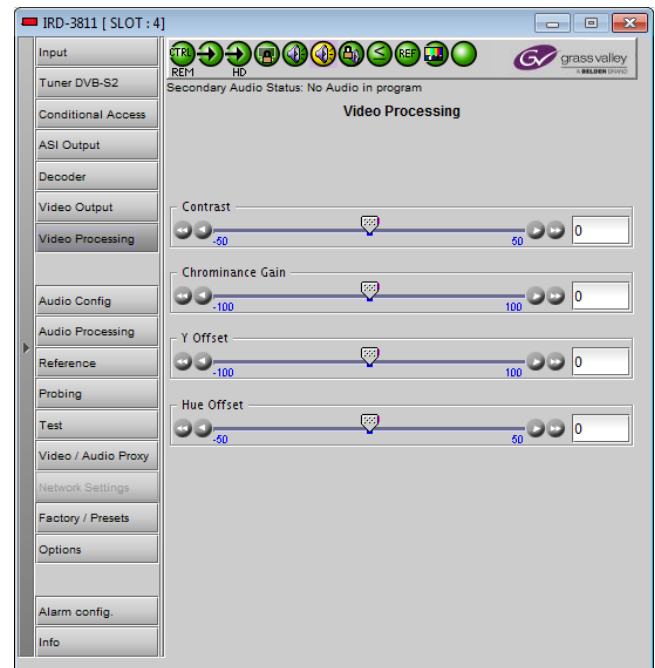 IRD-3811 [ SLOT : 4]
Input
Tuner DVB-S2
Conditional Access
ASI Output
Decoder
Video Output
Video Processing
Audio Config
Audio Processing
Reference
Probing
Test
Video / Audio Proxy
Network Settings
Factory / Presets
Options
Alarm config.
Info
CTRL
REM
HD
REF
grass valley
A BELDEN BRAND
Secondary Audio Status: No Audio in program
Video Processing
Contrast
-50 50 0
Chrominance Gain
-100 100 0
Y Offset
-100 100 0
Hue Offset
-50 50 0